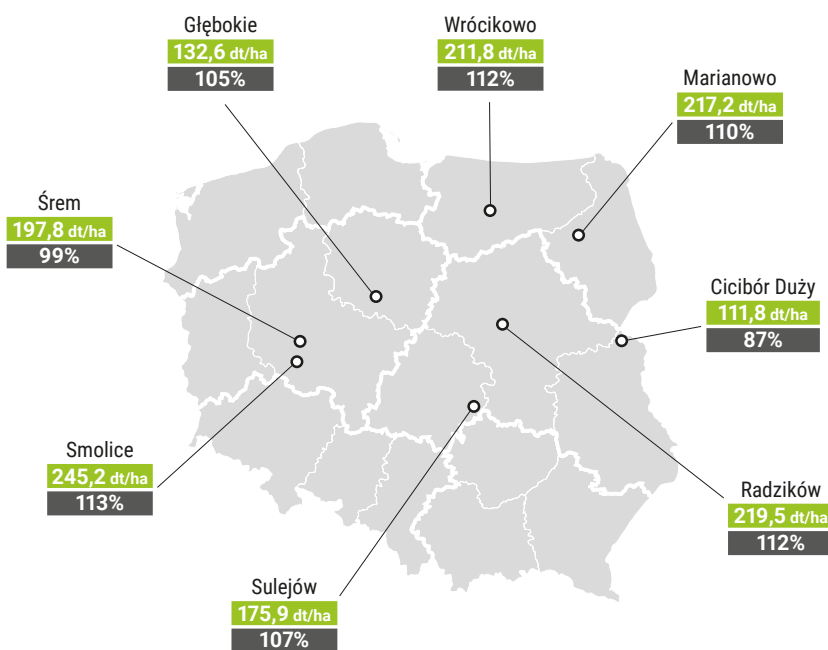 Głębokie
132,6 dt/ha
105%
Wrócikowo
211,8 dt/ha
112%
Marianowo
217,2 dt/ha
110%
Śrem
197,8 dt/ha
99%
Cicibór Duży
111,8 dt/ha
87%
Smolice
245,2 dt/ha
113%
Radzików
219,5 dt/ha
112%
Sulejów
175,9 dt/ha
107%